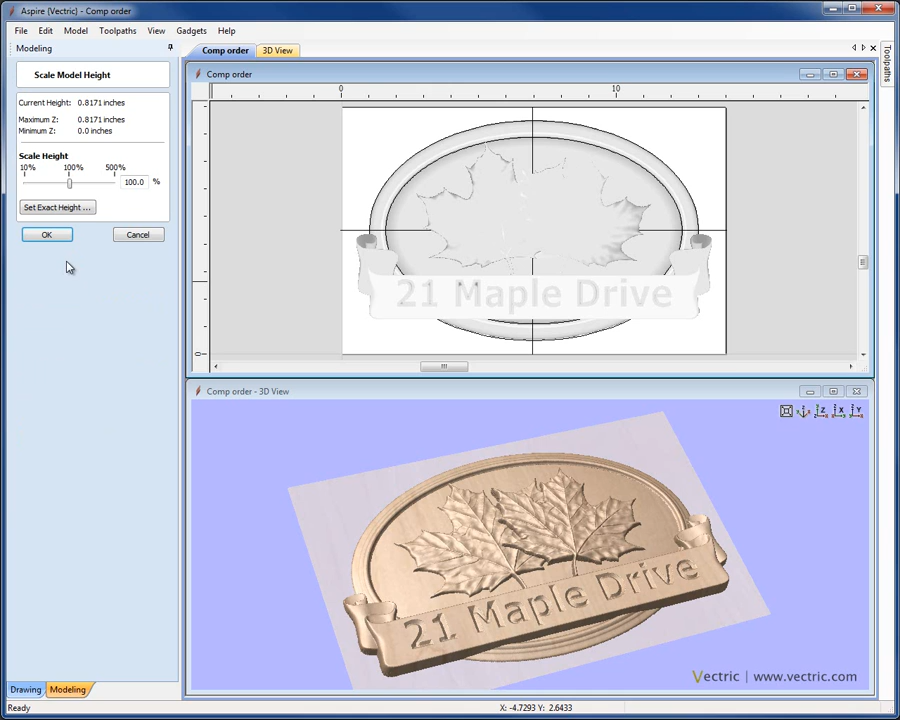 Aspire (Vectric) - Comp order
File Edit Model Toolpaths View Gadgets Help
Modeling
Comp order 3D View
Toolpaths
Scale Model Height
Current Height: 0.8171 inches
Maximum Z: 0.8171 inches
Minimum Z: 0.0 inches
Scale Height
10% 100% 500%
100.0 %
Set Exact Height ...
OK Cancel
Comp order
0 10
0
21 Maple Drive
Comp order - 3D View
Z X Y
21 Maple Drive
Vectric | www.vectric.com
Drawing Modeling
Ready X: -4.7293 Y: 2.6433